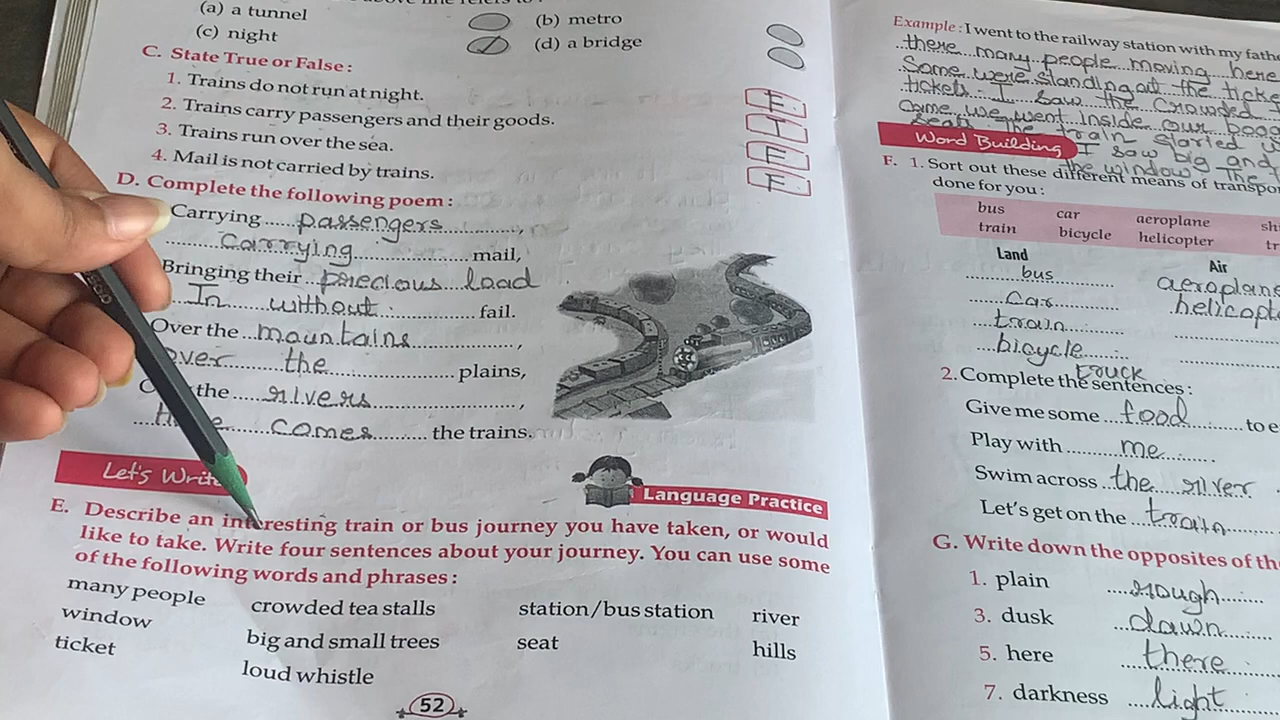 (a) a tunnel
(b) metro
(c) night
(d) a bridge
C. State True or False :
1. Trains do not run at night. F
2. Trains carry passengers and their goods. T
3. Trains run over the sea. F
4. Mail is not carried by trains. F
D. Complete the following poem :
Carrying passengers,
Carrying mail,
Bringing their precious load
In without fail.
Over the mountains,
over the plains,
the rivers,
comes the trains.
Let's Write
Language Practice
E. Describe an interesting train or bus journey you have taken, or would
like to take. Write four sentences about your journey. You can use some
of the following words and phrases :
many people crowded tea stalls station/bus station river
window big and small trees seat hills
ticket loud whistle
52
Example : I went to the railway station with my
there many people moving here
Some were standing at the
tickets. I saw the crowded
came we went inside our
seats The train started
Word Building
I saw big and
the window. The
F. 1. Sort out these different means of
done for you :
bus car aeroplane
train bicycle helicopter
Land Air
bus aeroplane
car
train
bicycle
truck
2. Complete the sentences :
Give me some food to
Play with me
Swim across the river
Let's get on the train
G. Write down the opposites of
1. plain rough
3. dusk dawn
5. here there
7. darkness light